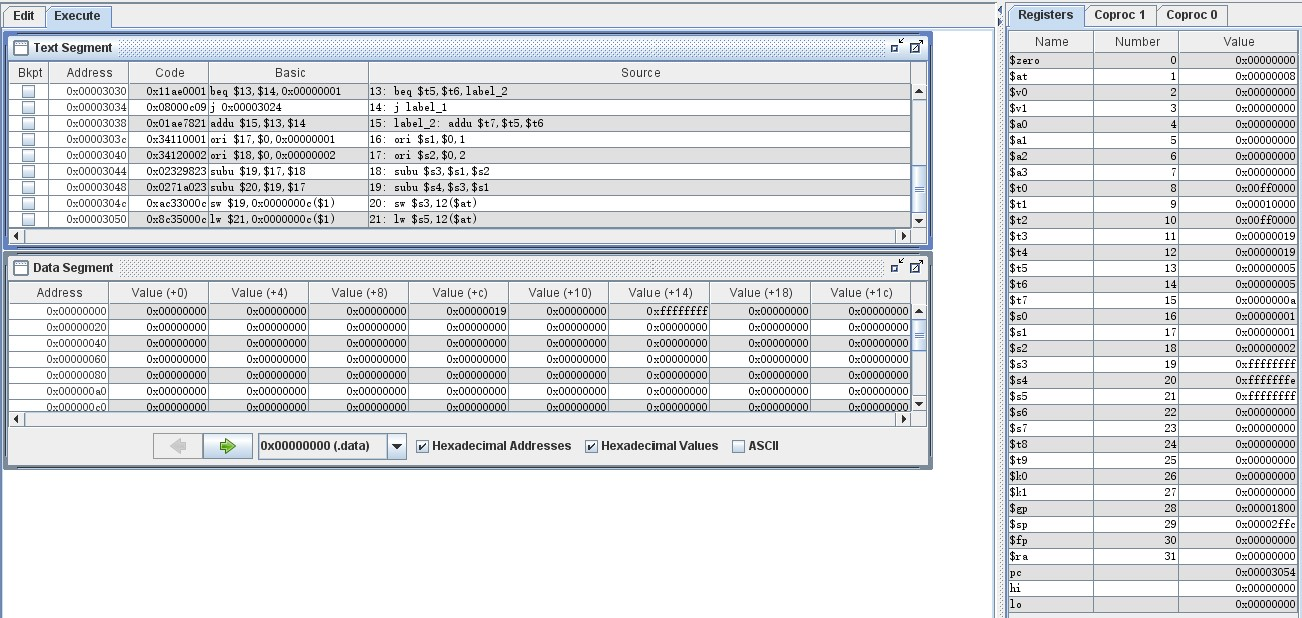 Edit Execute
Text Segment
Bkpt Address Code Basic Source
0x00003030 0x11ae0001 beq $13,$14,0x00000001 13: beq $t5,$t6,label_2
0x00003034 0x08000c09 j 0x00003024 14: j label_1
0x00003038 0x01ae7821 addu $15,$13,$14 15: label_2: addu $t7,$t5,$t6
0x0000303c 0x34110001 ori $17,$0,0x00000001 16: ori $s1,$0,1
0x00003040 0x34120002 ori $18,$0,0x00000002 17: ori $s2,$0,2
0x00003044 0x02329823 subu $19,$17,$18 18: subu $s3,$s1,$s2
0x00003048 0x0271a023 subu $20,$19,$17 19: subu $s4,$s3,$s1
0x0000304c 0xac33000c sw $19,0x0000000c($1) 20: sw $s3,12($at)
0x00003050 0x8c35000c lw $21,0x0000000c($1) 21: lw $s5,12($at)
Data Segment
Address Value (+0) Value (+4) Value (+8) Value (+c) Value (+10) Value (+14) Value (+18) Value (+1c)
0x00000000 0x00000000 0x00000000 0x00000000 0x00000019 0x00000000 0xffffffff 0x00000000 0x00000000
0x00000020 0x00000000 0x00000000 0x00000000 0x00000000 0x00000000 0x00000000 0x00000000 0x00000000
0x00000040 0x00000000 0x00000000 0x00000000 0x00000000 0x00000000 0x00000000 0x00000000 0x00000000
0x00000060 0x00000000 0x00000000 0x00000000 0x00000000 0x00000000 0x00000000 0x00000000 0x00000000
0x00000080 0x00000000 0x00000000 0x00000000 0x00000000 0x00000000 0x00000000 0x00000000 0x00000000
0x000000a0 0x00000000 0x00000000 0x00000000 0x00000000 0x00000000 0x00000000 0x00000000 0x00000000
0x000000c0 0x00000000 0x00000000 0x00000000 0x00000000 0x00000000 0x00000000 0x00000000 0x00000000
0x00000000 (.data) Hexadecimal Addresses Hexadecimal Values ASCII
Registers Coproc 1 Coproc 0
Name Number Value
$zero 0 0x00000000
$at 1 0x00000008
$v0 2 0x00000000
$v1 3 0x00000000
$a0 4 0x00000000
$a1 5 0x00000000
$a2 6 0x00000000
$a3 7 0x00000000
$t0 8 0x00ff0000
$t1 9 0x00010000
$t2 10 0x00ff0000
$t3 11 0x00000019
$t4 12 0x00000019
$t5 13 0x00000005
$t6 14 0x00000005
$t7 15 0x0000000a
$s0 16 0x00000001
$s1 17 0x00000001
$s2 18 0x00000002
$s3 19 0xffffffff
$s4 20 0xfffffffe
$s5 21 0xffffffff
$s6 22 0x00000000
$s7 23 0x00000000
$t8 24 0x00000000
$t9 25 0x00000000
$k0 26 0x00000000
$k1 27 0x00000000
$gp 28 0x00001800
$sp 29 0x00002ffc
$fp 30 0x00000000
$ra 31 0x00000000
pc 0x00003054
hi 0x00000000
lo 0x00000000